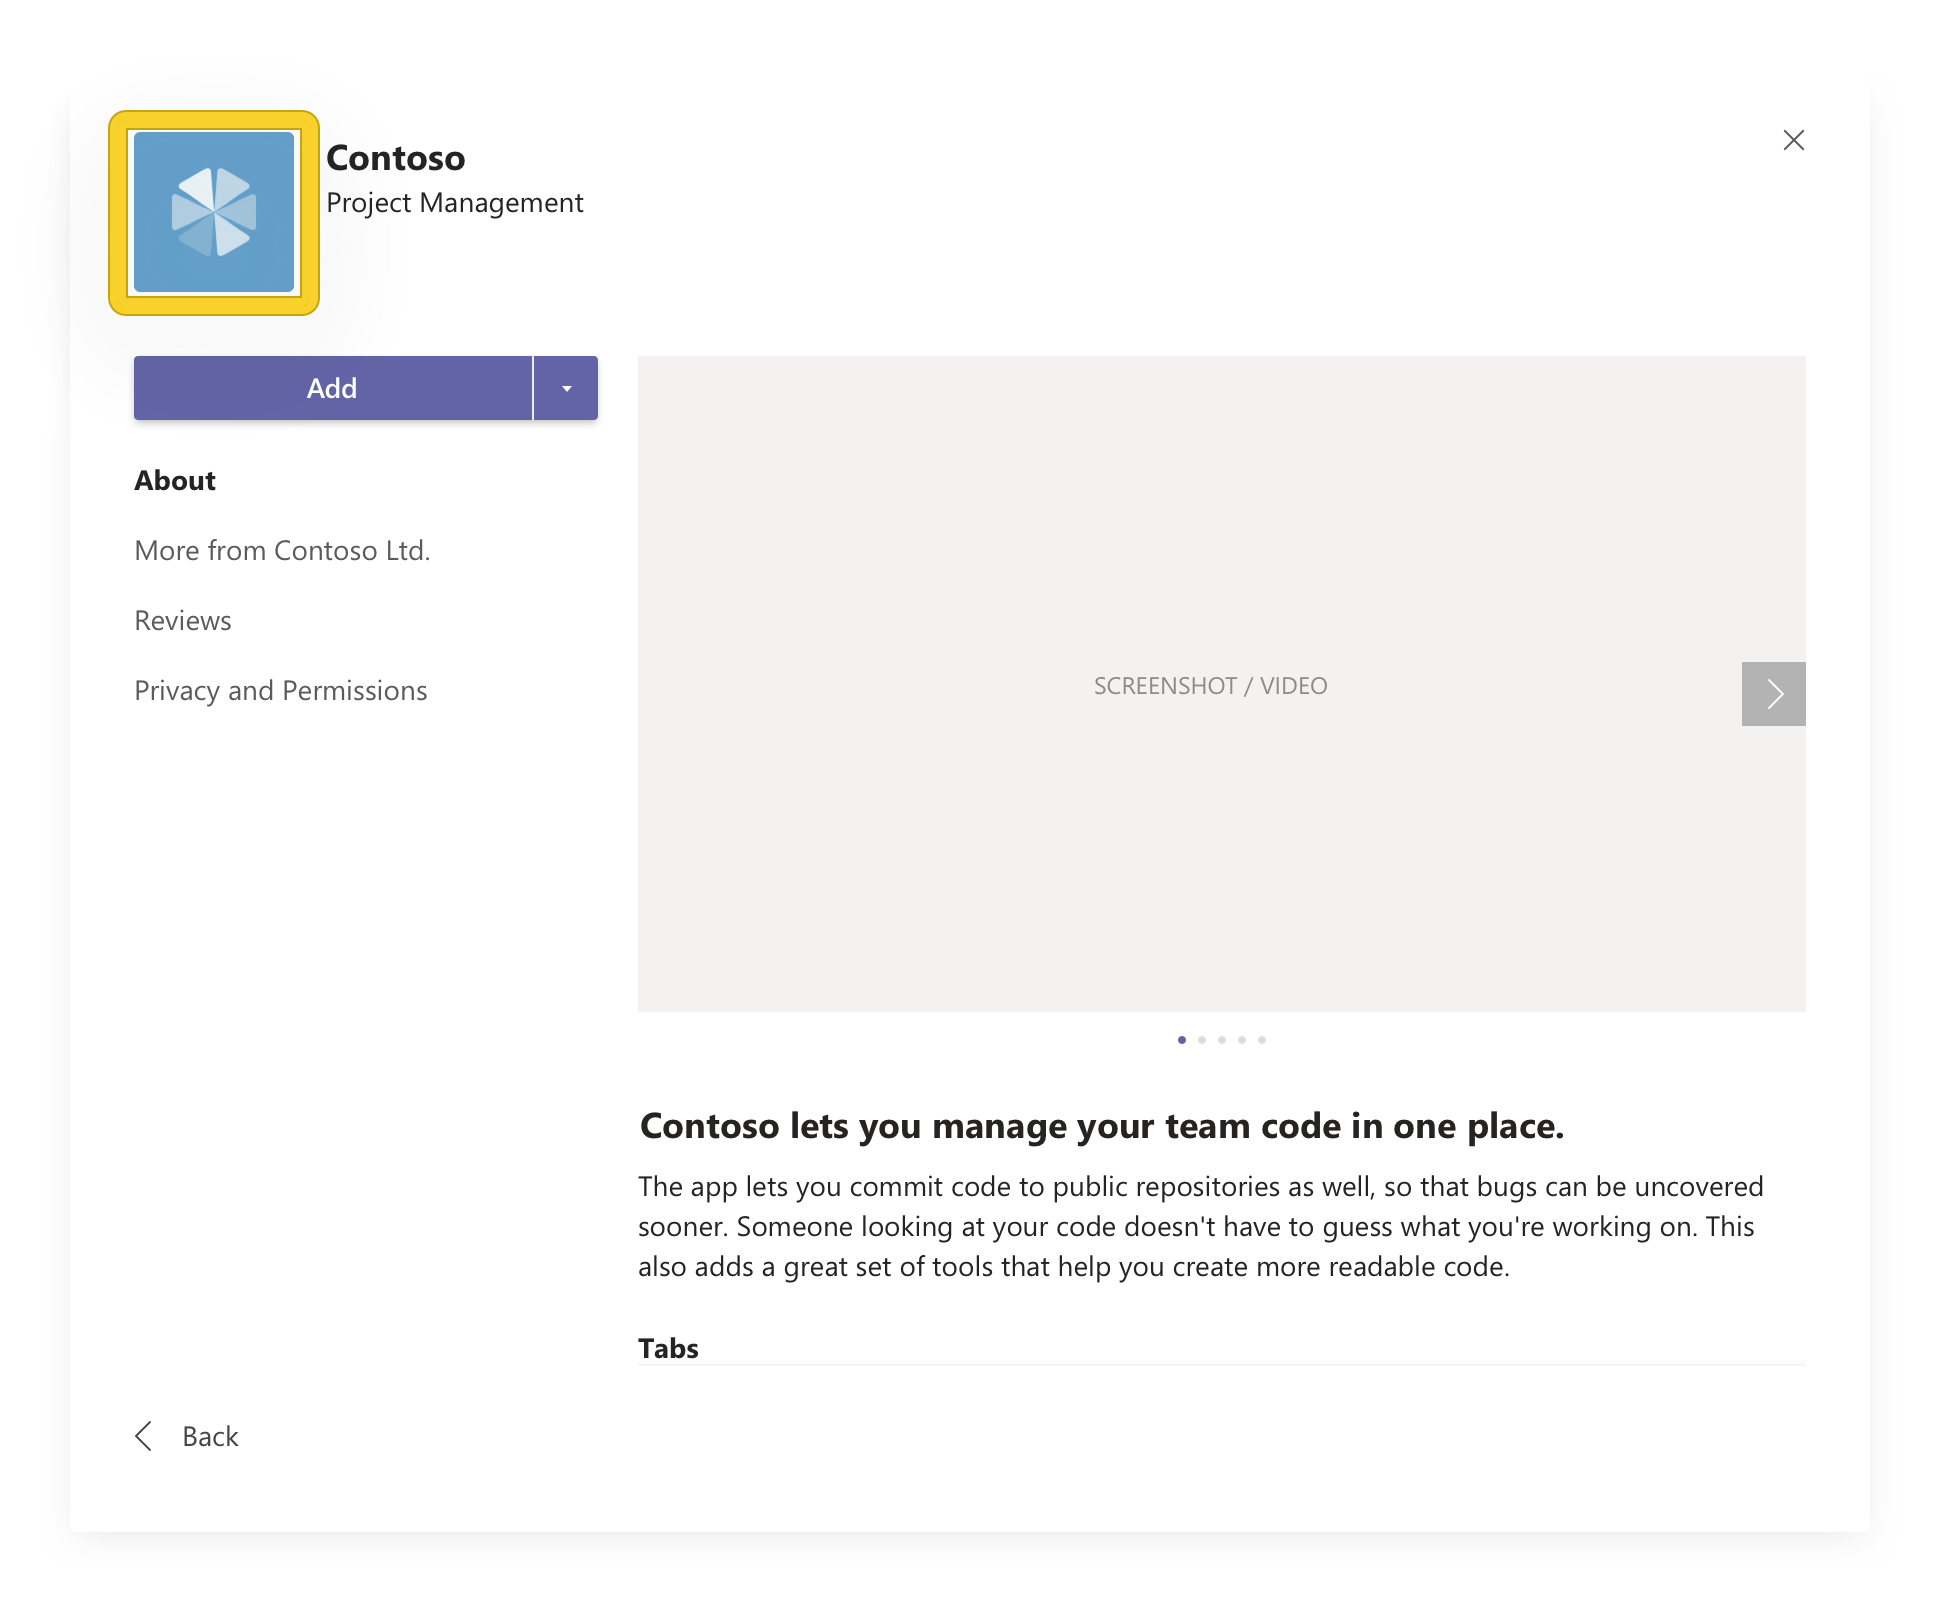 Contoso
Project Management
Add
About
More from Contoso Ltd.
Reviews
Privacy and Permissions
SCREENSHOT / VIDEO
Contoso lets you manage your team code in one place.
The app lets you commit code to public repositories as well, so that bugs can be uncovered
sooner. Someone looking at your code doesn't have to guess what you're working on. This
also adds a great set of tools that help you create more readable code.
Tabs
Back